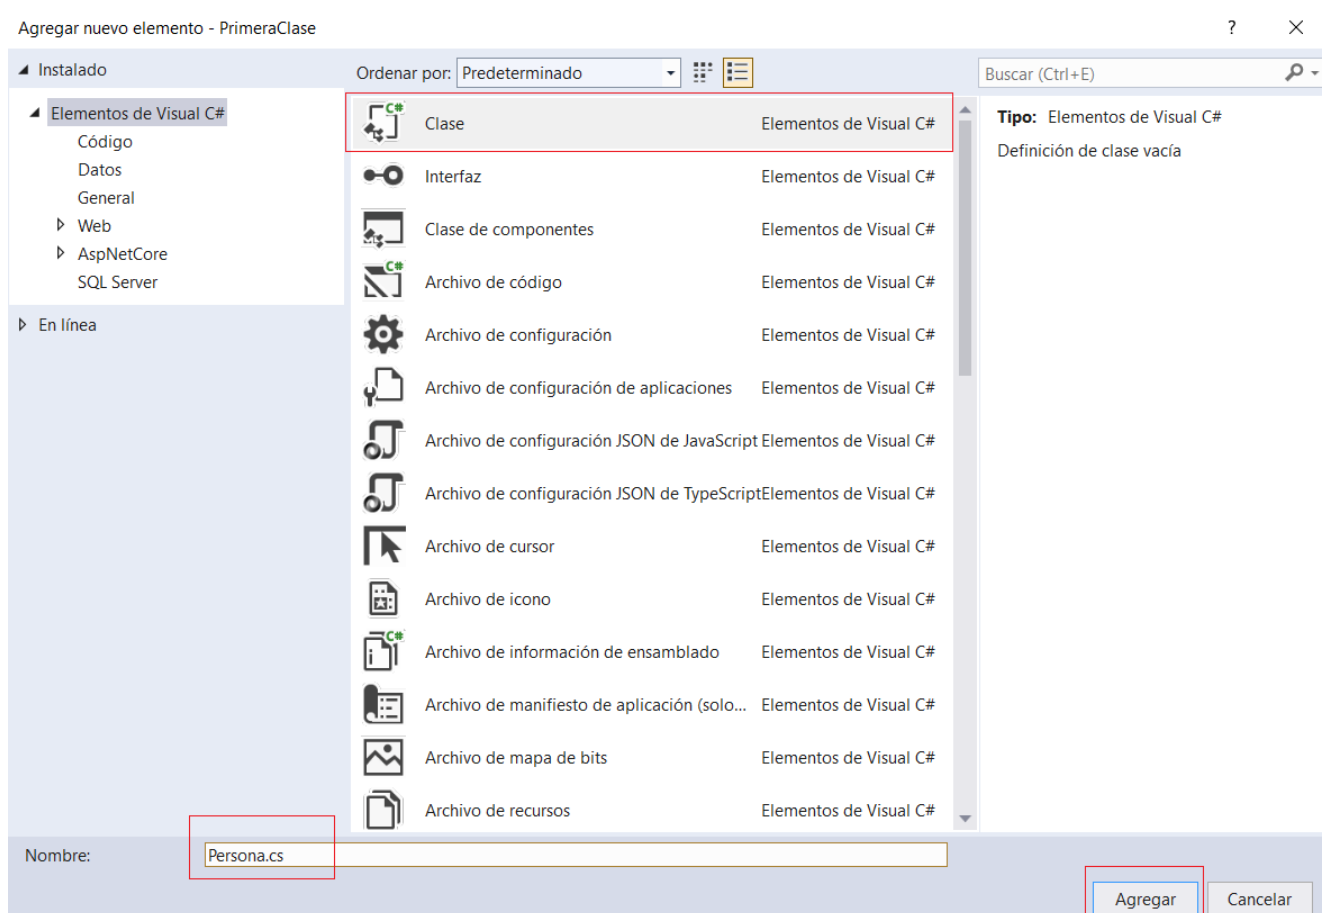 Agregar nuevo elemento - PrimeraClase
?
Instalado
Ordenar por: Predeterminado
Buscar (Ctrl+E)
Elementos de Visual C#
Código
Datos
General
Web
AspNetCore
SQL Server
En línea
C# Clase Elementos de Visual C#
Interfaz Elementos de Visual C#
Clase de componentes Elementos de Visual C#
C# Archivo de código Elementos de Visual C#
Archivo de configuración Elementos de Visual C#
Archivo de configuración de aplicaciones Elementos de Visual C#
Archivo de configuración JSON de JavaScript Elementos de Visual C#
Archivo de configuración JSON de TypeScript Elementos de Visual C#
Archivo de cursor Elementos de Visual C#
Archivo de icono Elementos de Visual C#
C# Archivo de información de ensamblado Elementos de Visual C#
Archivo de manifiesto de aplicación (solo... Elementos de Visual C#
Archivo de mapa de bits Elementos de Visual C#
Archivo de recursos Elementos de Visual C#
Tipo: Elementos de Visual C#
Definición de clase vacía
Nombre: Persona.cs
Agregar Cancelar